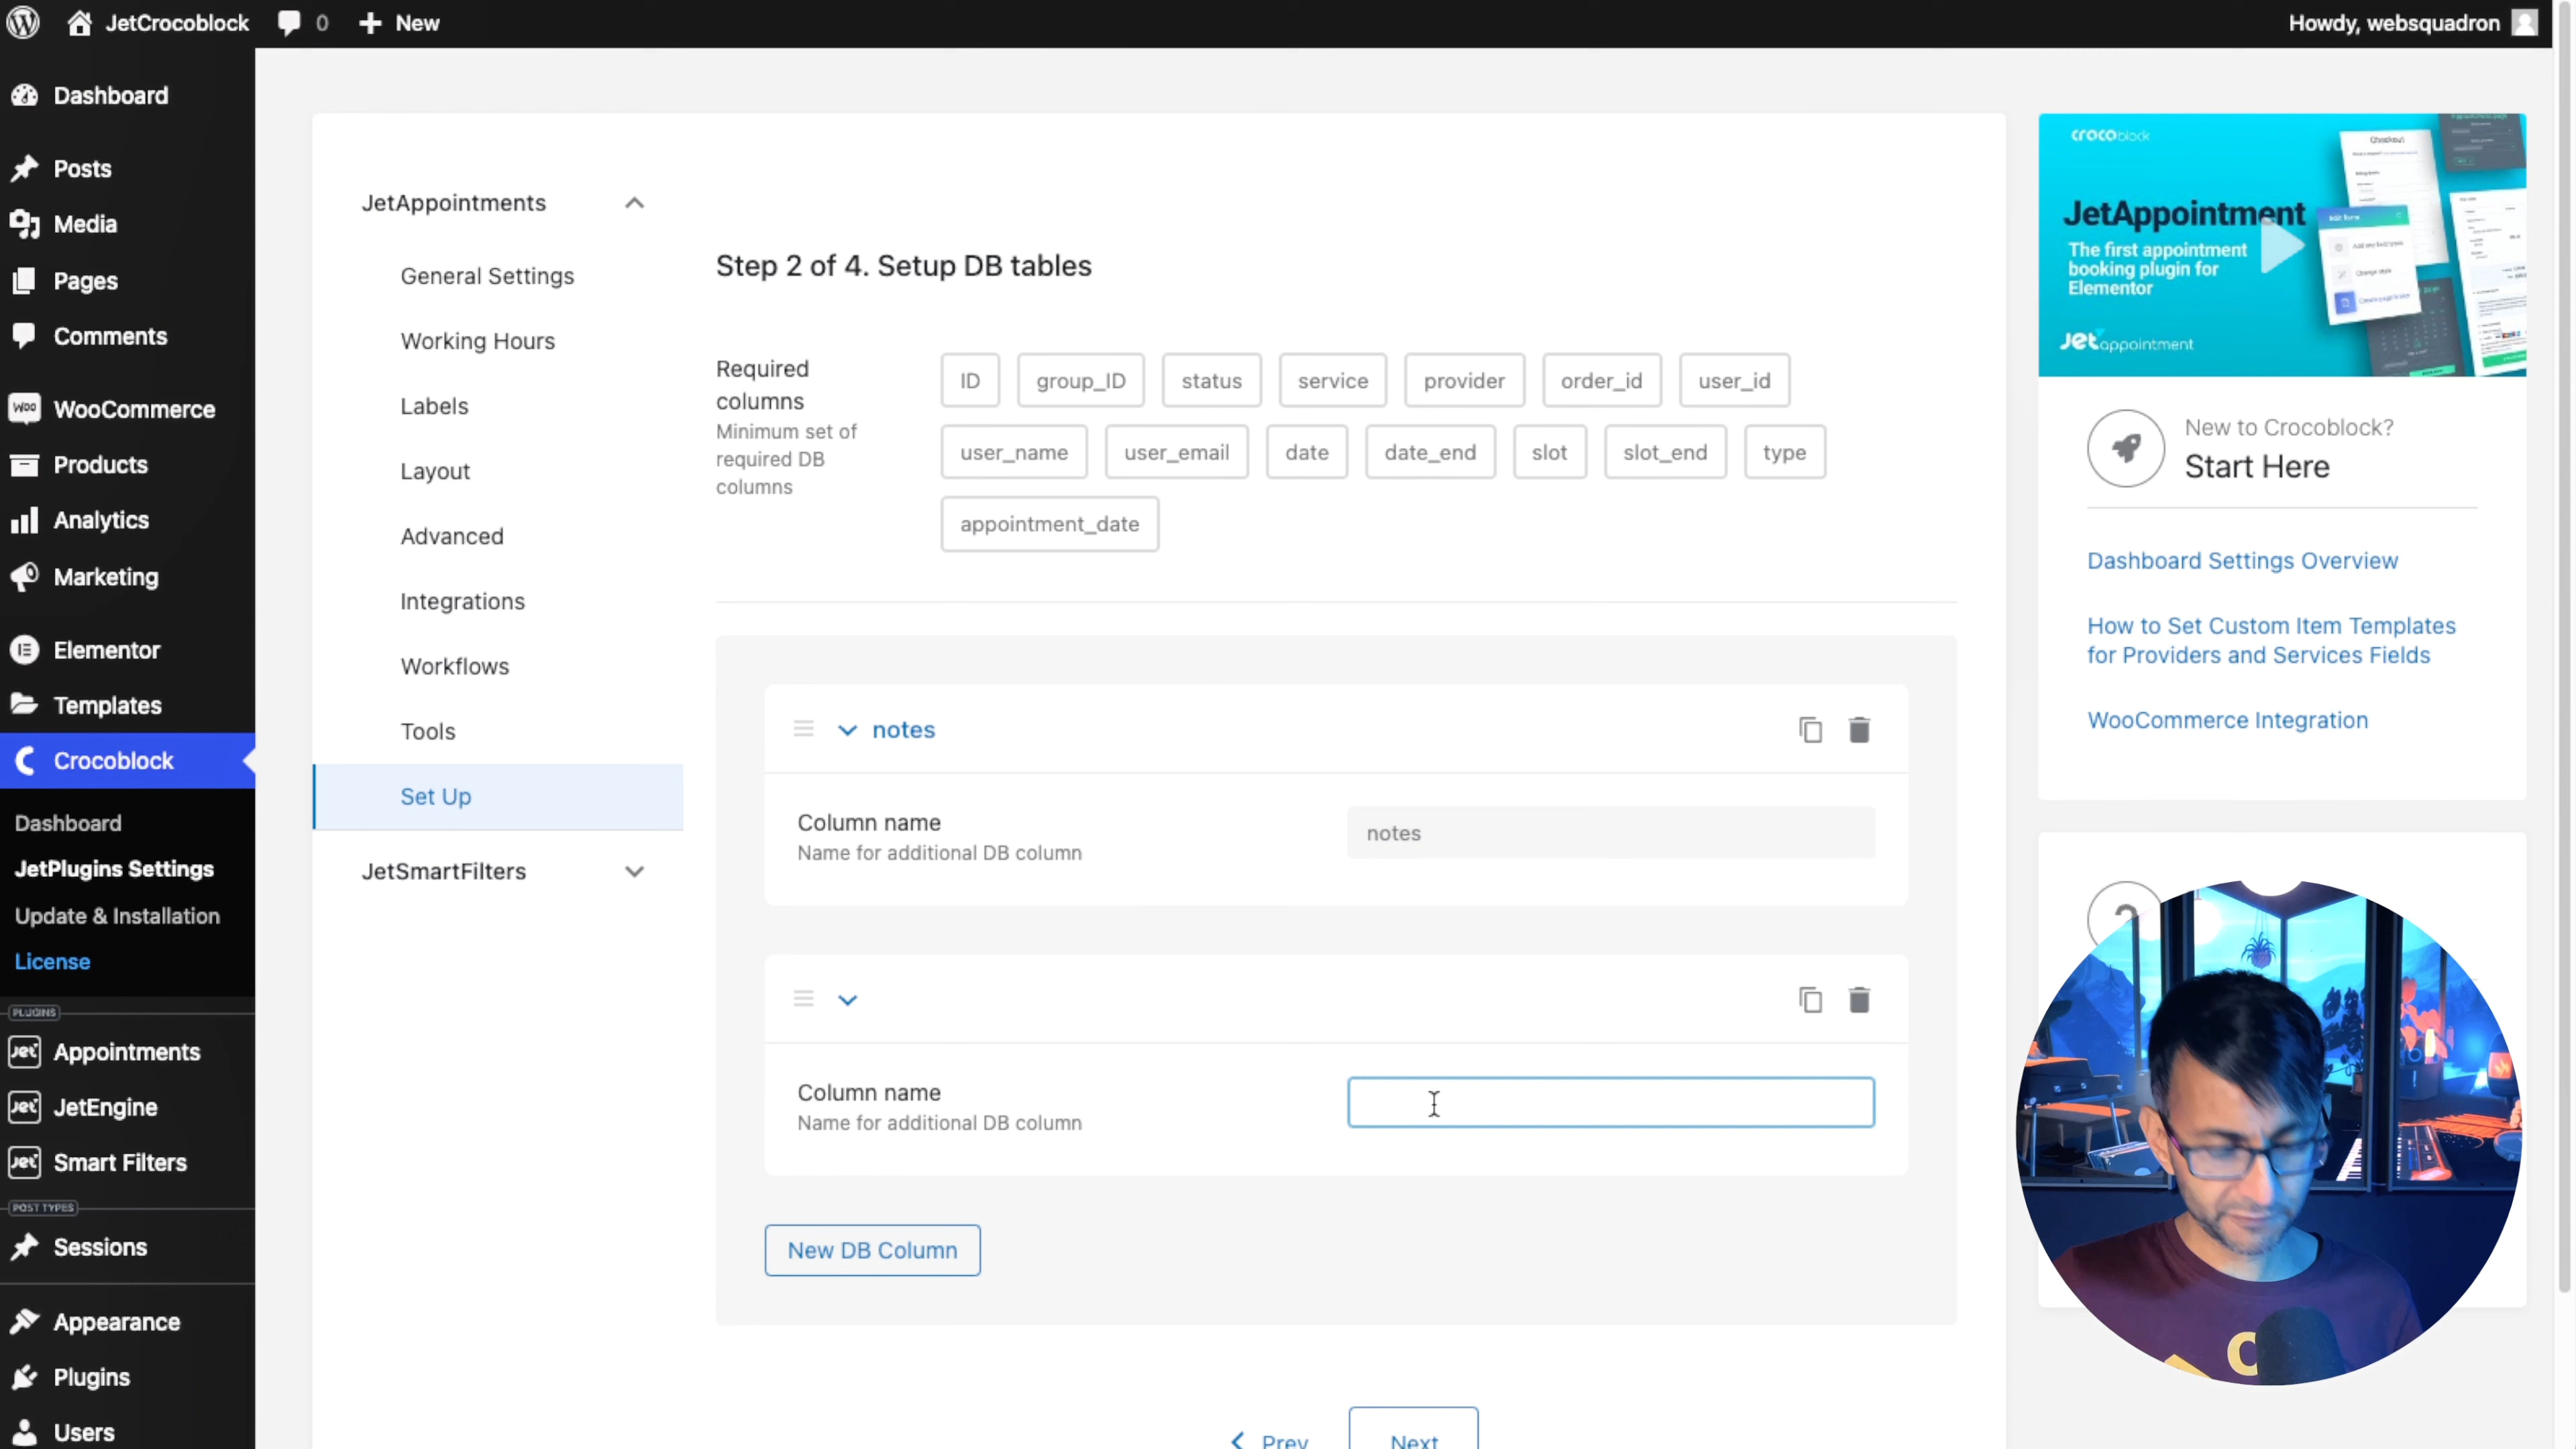 JetCrocoblock
0
New
Howdy, websquadron
Dashboard
Posts
Media
Pages
Comments
WooCommerce
Products
Analytics
Marketing
Elementor
Templates
Crocoblock
Dashboard
JetPlugins Settings
Update & Installation
License
PLUGINS
Appointments
JetEngine
Smart Filters
POST TYPES
Sessions
Appearance
Plugins
Users
JetAppointments
General Settings
Working Hours
Labels
Layout
Advanced
Integrations
Workflows
Tools
Set Up
JetSmartFilters
Step 2 of 4. Setup DB tables
Required
columns
Minimum set of
required DB
columns
ID group_ID status service provider order_id user_id
user_name user_email date date_end slot slot_end type
appointment_date
notes
Column name
Name for additional DB column
notes
Column name
Name for additional DB column
New DB Column
Prev
Next
crocoblock
JetAppointment
The first appointment
booking plugin for
Elementor
Jet appointment
Checkout
New to Crocoblock?
Start Here
Dashboard Settings Overview
How to Set Custom Item Templates
for Providers and Services Fields
WooCommerce Integration